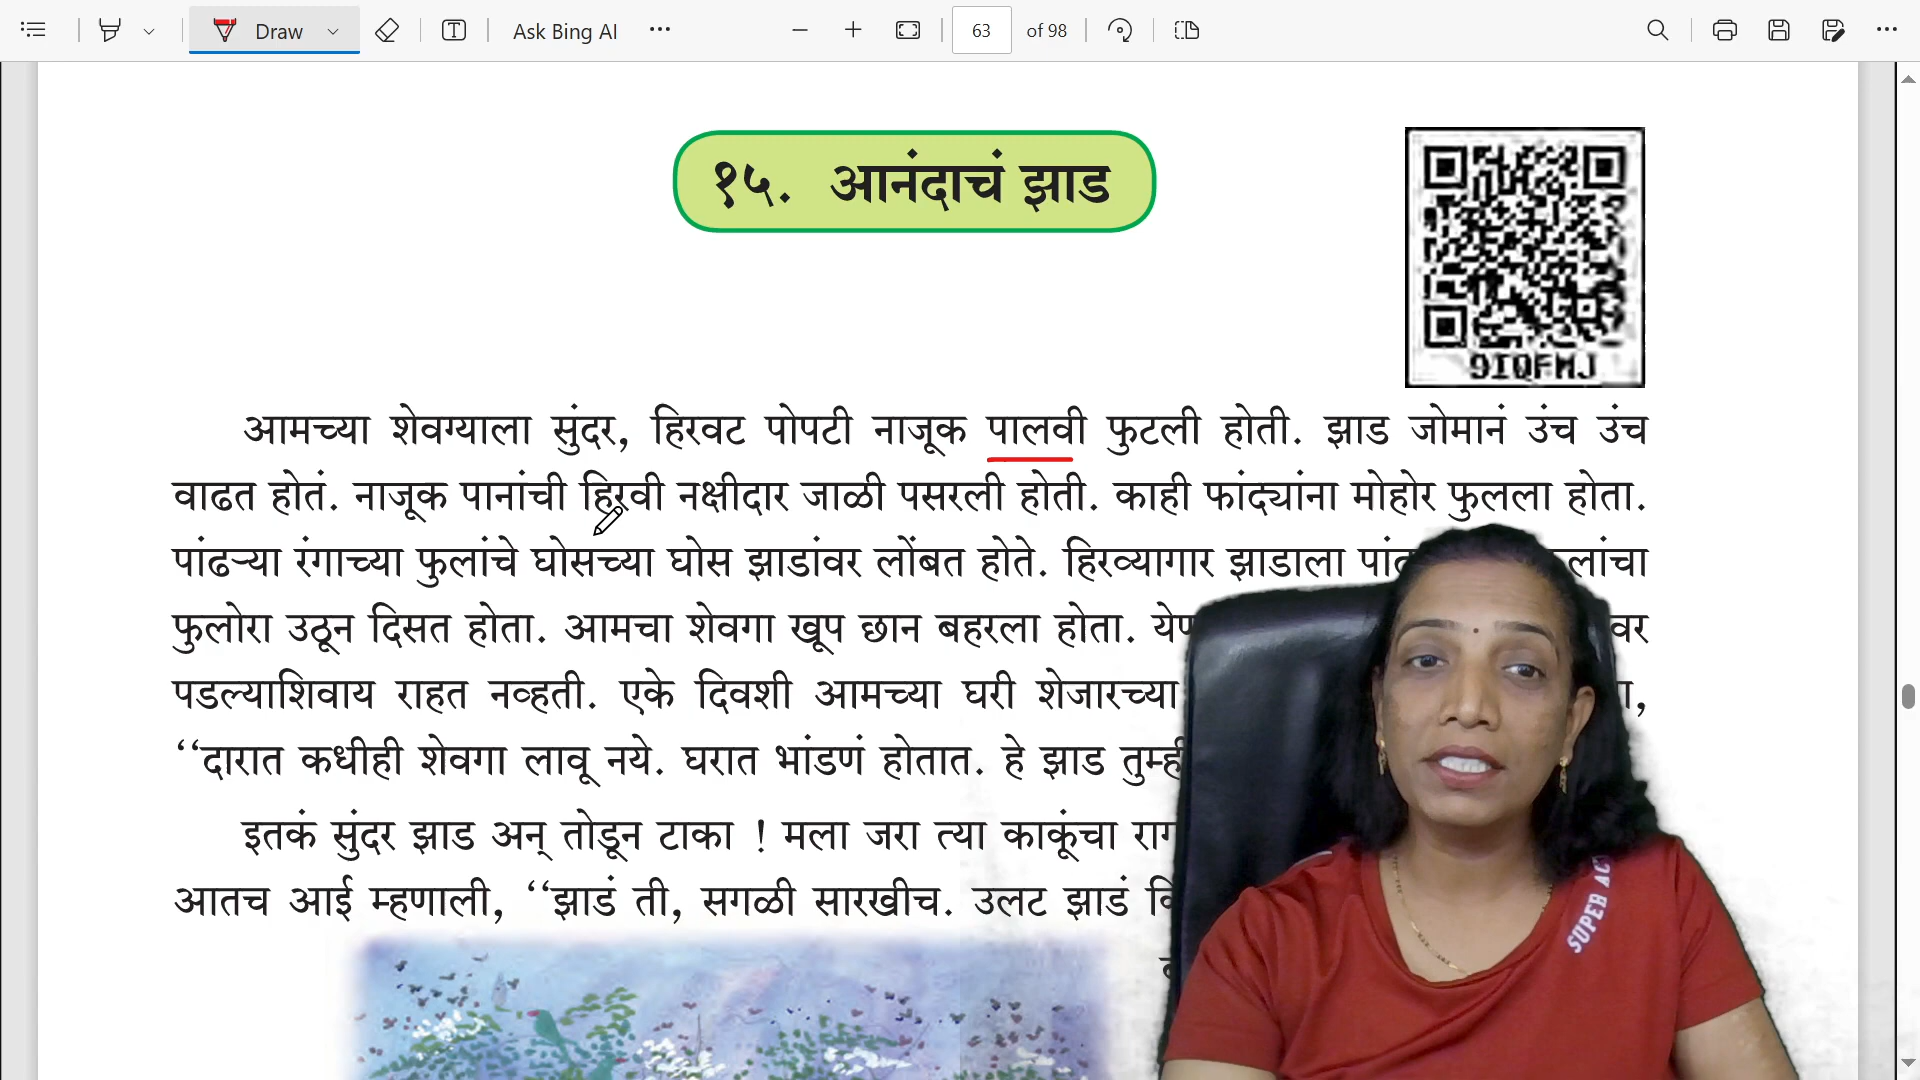 Draw
Ask Bing AI
63 of 98
१५. आनंदाचं झाड
9IQFMJ
आमच्या शेवग्याला सुंदर, हिरवट पोपटी नाजूक पालवी फुटली होती. झाड जोमानं उंच उंच
वाढत होतं. नाजूक पानांची हिरवी नक्षीदार जाळी पसरली होती. काही फांद्यांना मोहोर फुलला होता.
पांढऱ्या रंगाच्या फुलांचे घोसच्या घोस झाडांवर लोंबत होते. हिरव्यागार झाडाला
फुलोरा उठून दिसत होता. आमचा शेवगा खूप छान बहरला होता.
पडल्याशिवाय राहत नव्हती. एके दिवशी आमच्या घरी शेजारच्या
‘‘दारात कधीही शेवगा लावू नये. घरात भांडणं होतात. हे झाड तुम्ही
इतकं सुंदर झाड अन् तोडून टाका ! मला जरा त्या काकूंचा
आतच आई म्हणाली, ‘‘झाडं ती, सगळी सारखीच. उलट झाडं
SUPER